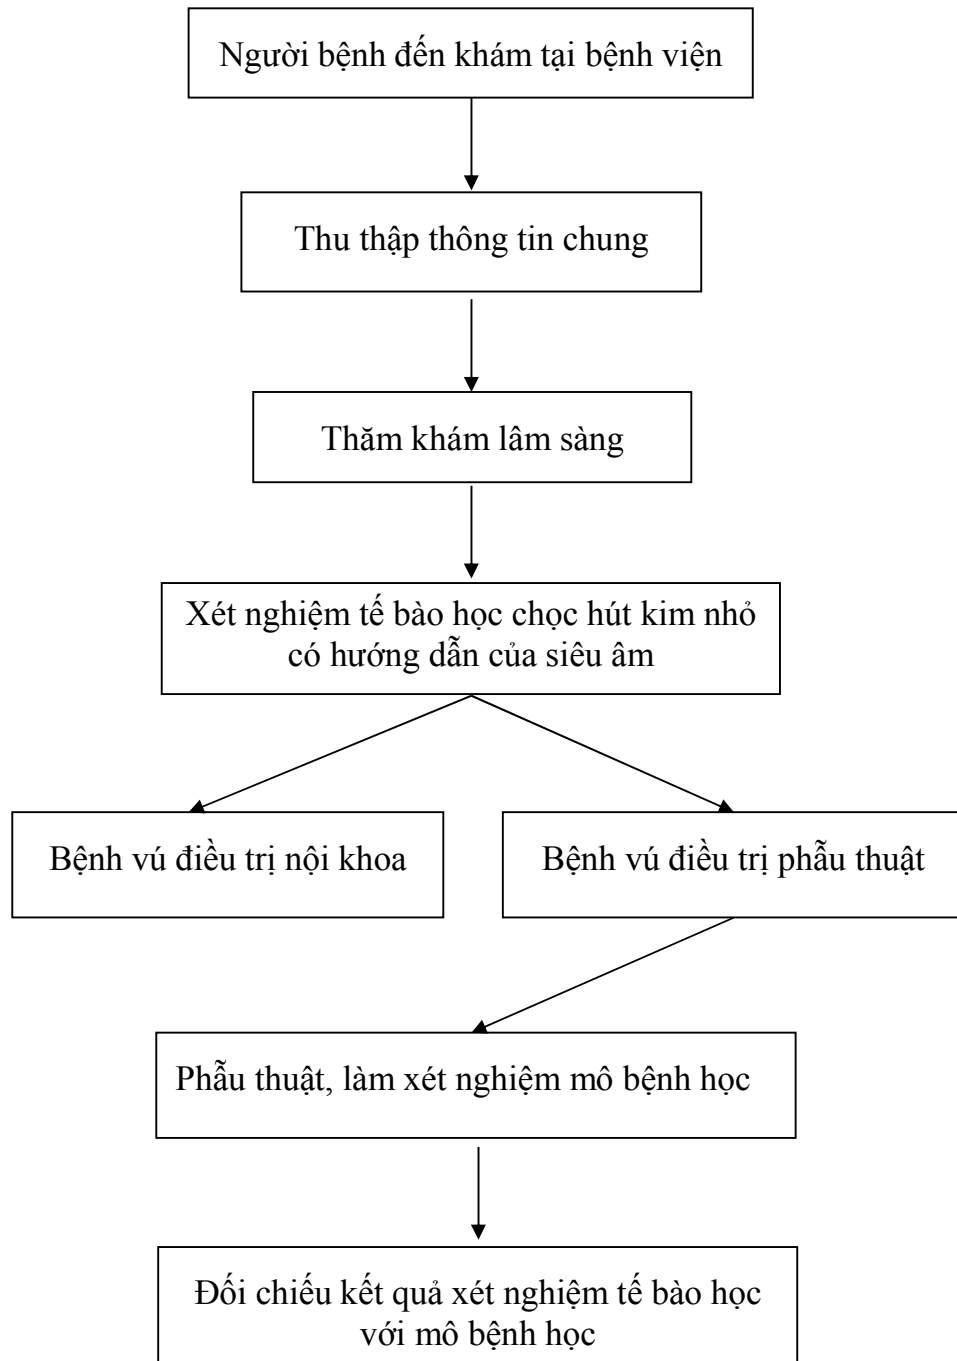 Người bệnh đến khám tại bệnh viện
Thu thập thông tin chung
Thăm khám lâm sàng
Xét nghiệm tế bào học chọc hút kim nhỏ
có hướng dẫn của siêu âm
Bệnh vú điều trị nội khoa
Bệnh vú điều trị phẫu thuật
Phẫu thuật, làm xét nghiệm mô bệnh học
Đối chiếu kết quả xét nghiệm tế bào học
với mô bệnh học